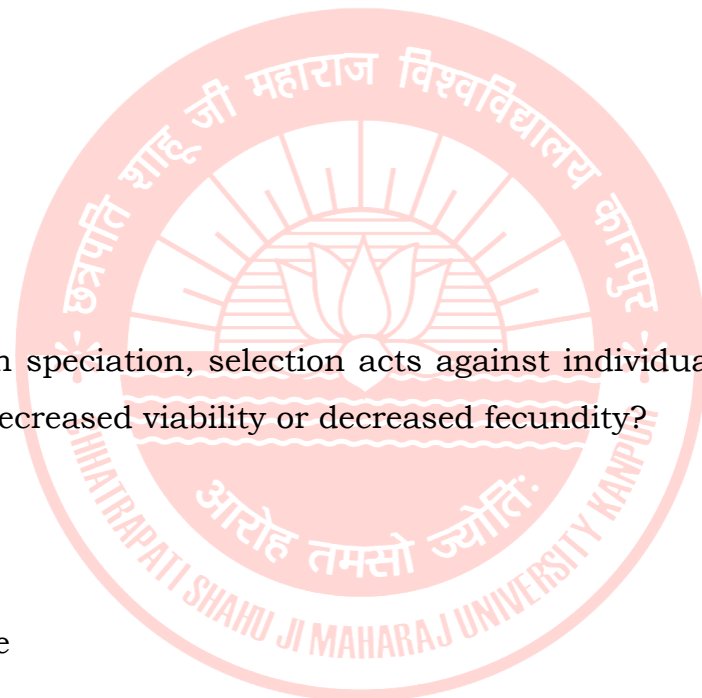 छत्रपति शाहू जी महाराज विश्वविद्यालय कानपुर
n speciation, selection acts against individua
ecreased viability or decreased fecundity?
आरोह तमसो ज्योतिः
CHHATRAPATI SHAHU JI MAHARAJ UNIVERSITY KANPUR
e